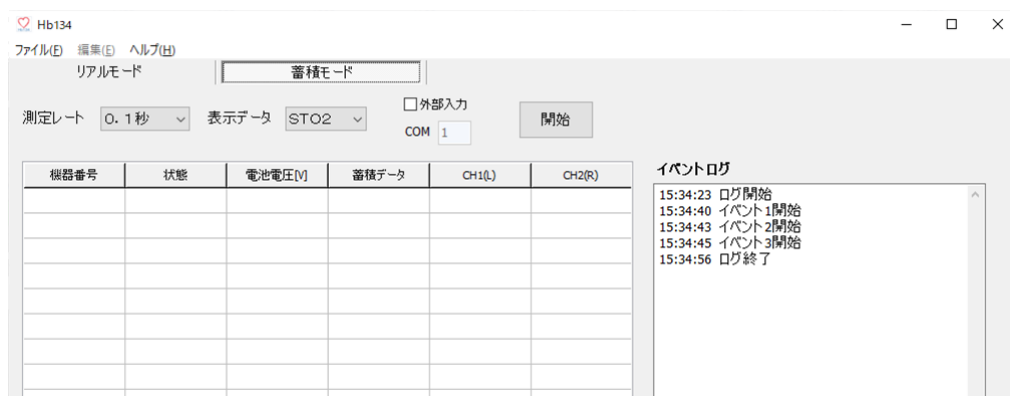 Hb134
ファイル(F) 編集(E) ヘルプ(H)
リアルモード 蓄積モード
測定レート 0.1秒 表示データ STO2 外部入力 COM 1 開始
機器番号 状態 電池電圧[V] 蓄積データ CH1(L) CH2(R)
イベントログ
15:34:23 ログ開始
15:34:40 イベント1開始
15:34:43 イベント2開始
15:34:45 イベント3開始
15:34:56 ログ終了